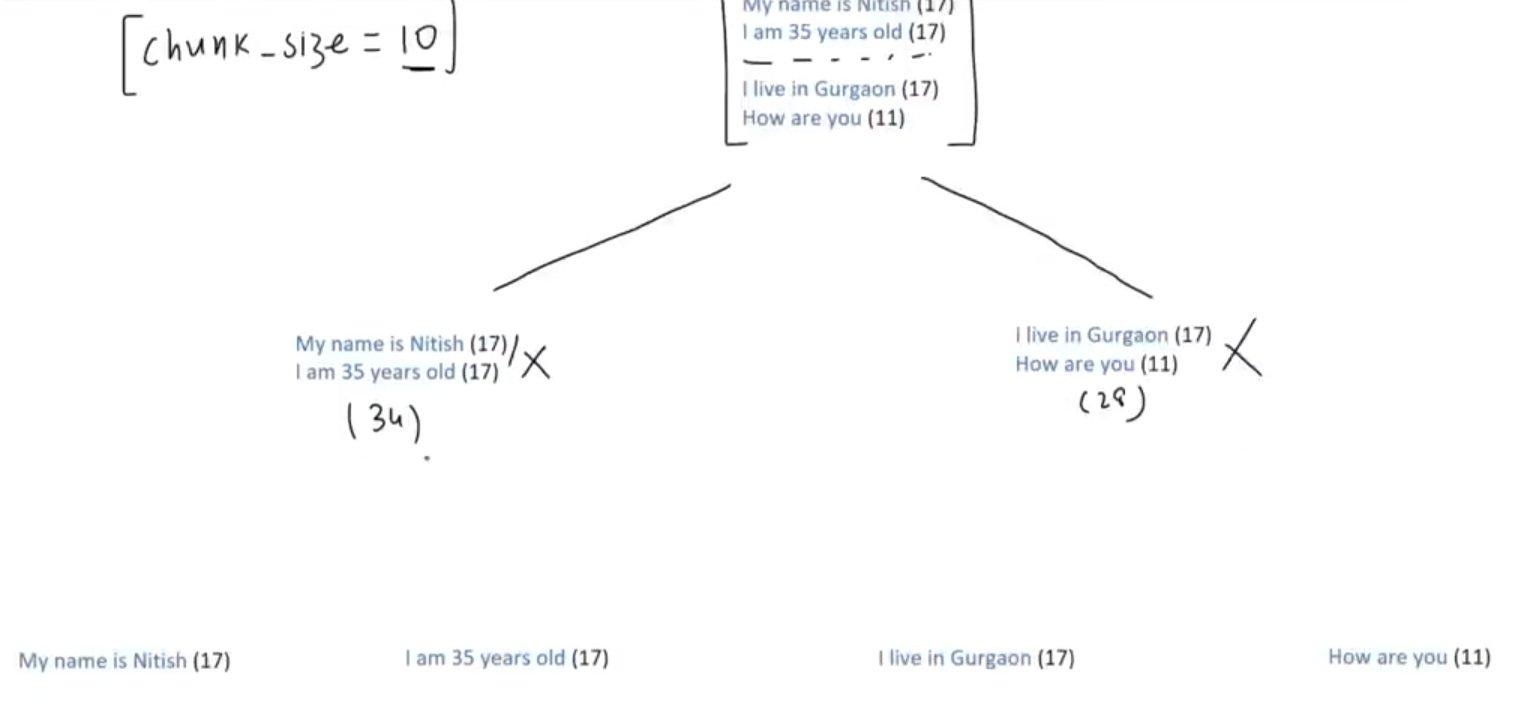 [chunk_size = 10]
My name is Nitish (17)
I am 35 years old (17)
I live in Gurgaon (17)
How are you (11)
My name is Nitish (17)
I am 35 years old (17)
(34)
I live in Gurgaon (17)
How are you (11)
(28)
My name is Nitish (17)
I am 35 years old (17)
I live in Gurgaon (17)
How are you (11)